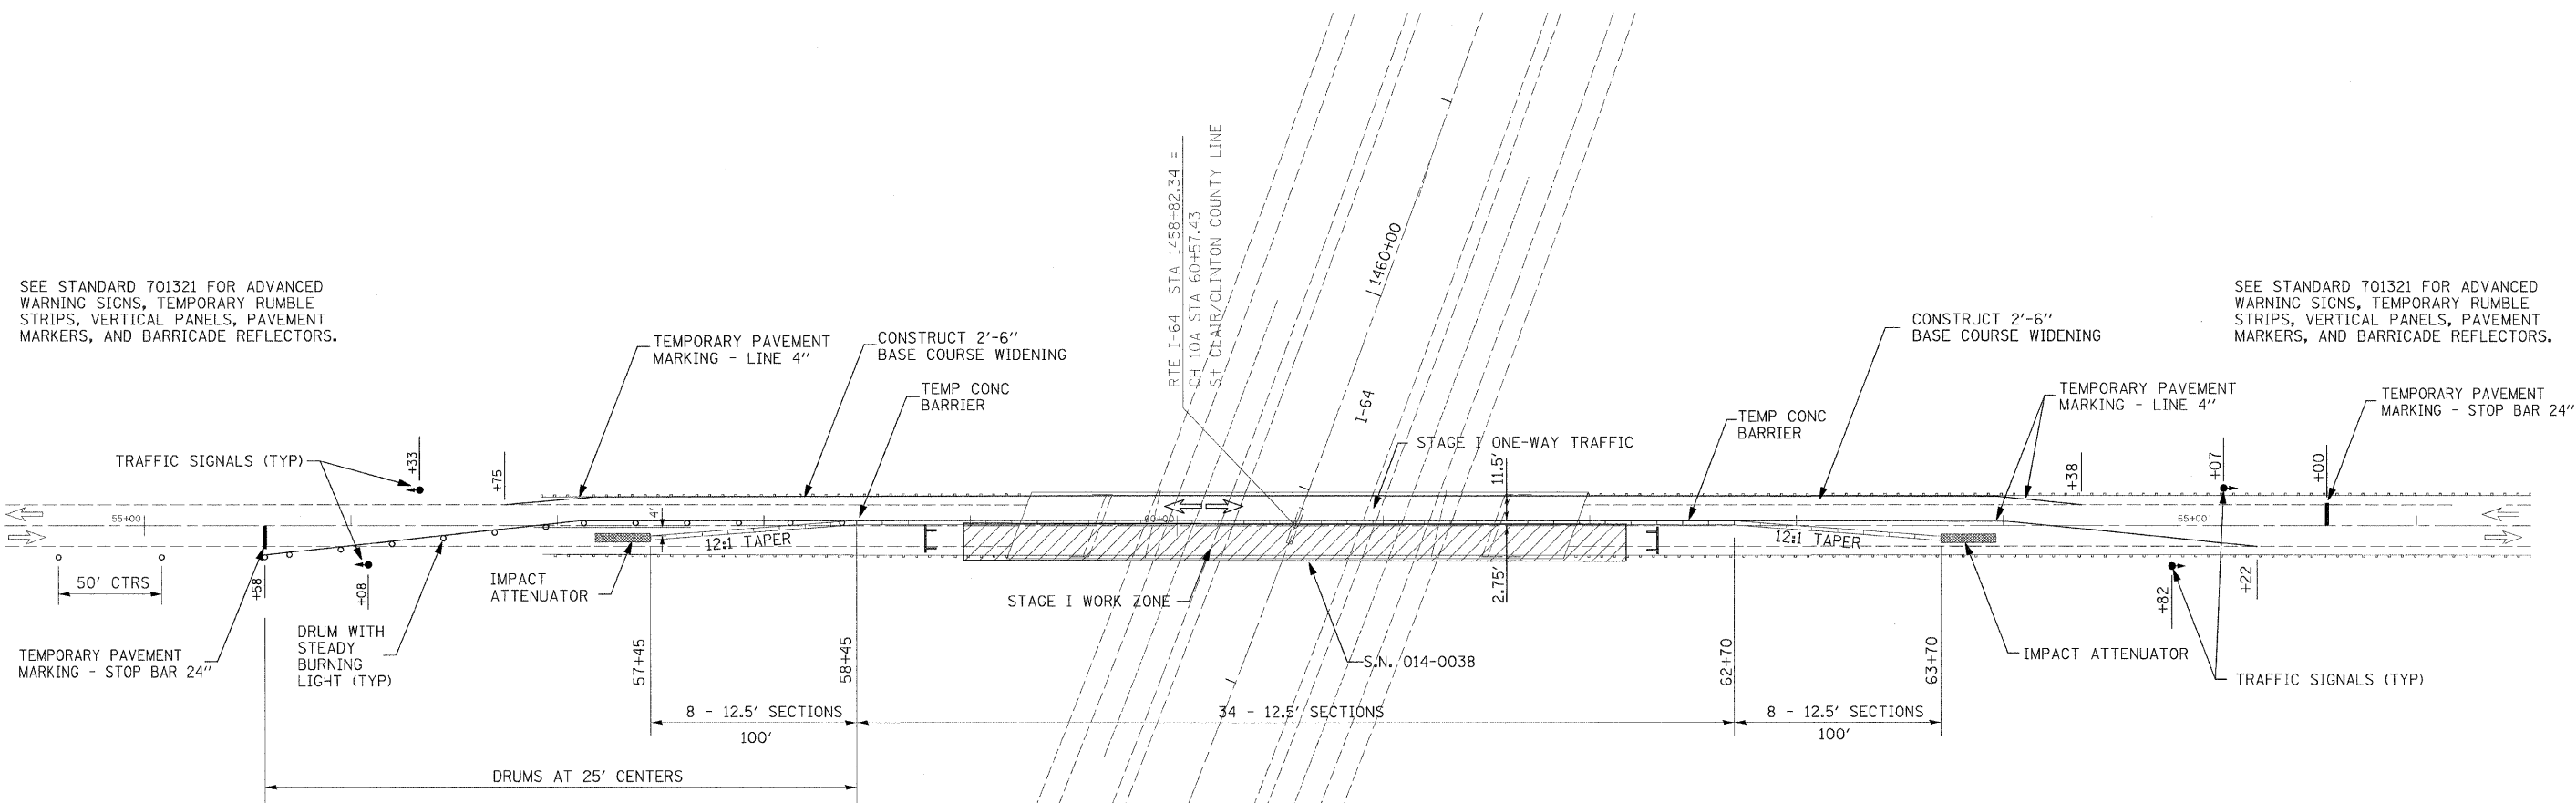 RTE I-64 STA 1458+82.34 =
CH 10A STA 60+57.43
St CLAIR/CLINTON COUNTY LINE
1460+00
I-64
SEE STANDARD 701321 FOR ADVANCED
WARNING SIGNS, TEMPORARY RUMBLE
STRIPS, VERTICAL PANELS, PAVEMENT
MARKERS, AND BARRICADE REFLECTORS.
SEE STANDARD 701321 FOR ADVANCED
WARNING SIGNS, TEMPORARY RUMBLE
STRIPS, VERTICAL PANELS, PAVEMENT
MARKERS, AND BARRICADE REFLECTORS.
TEMPORARY PAVEMENT
MARKING - LINE 4"
CONSTRUCT 2'-6"
BASE COURSE WIDENING
TEMP CONC
BARRIER
CONSTRUCT 2'-6"
BASE COURSE WIDENING
TEMPORARY PAVEMENT
MARKING - LINE 4"
TEMPORARY PAVEMENT
MARKING - STOP BAR 24"
TEMP CONC
BARRIER
STAGE I ONE-WAY TRAFFIC
TRAFFIC SIGNALS (TYP)
+33
+75
11.5'
+38
+07
+00
55+00
4'
60+00
65+00
12:1 TAPER
12:1 TAPER
50' CTRS
+58
+08
IMPACT
ATTENUATOR
STAGE I WORK ZONE
2.75'
+82
+22
TEMPORARY PAVEMENT
MARKING - STOP BAR 24"
DRUM WITH
STEADY
BURNING
LIGHT (TYP)
57+45
58+45
S.N. 014-0038
62+70
63+70
IMPACT ATTENUATOR
TRAFFIC SIGNALS (TYP)
8 - 12.5' SECTIONS
100'
34 - 12.5' SECTIONS
8 - 12.5' SECTIONS
100'
DRUMS AT 25' CENTERS